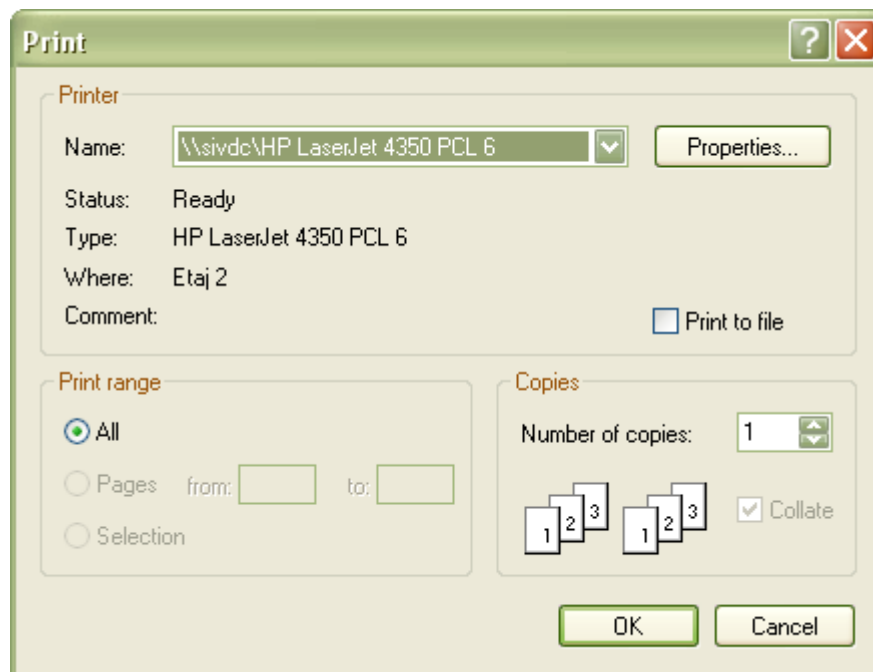 Print
Printer
Name: \\sivdc\HP LaserJet 4350 PCL 6 Properties...
Status: Ready
Type: HP LaserJet 4350 PCL 6
Where: Etaj 2
Comment:
Print to file
Print range
All
Pages from: to:
Selection
Copies
Number of copies: 1
1 2 3 1 2 3 Collate
OK Cancel